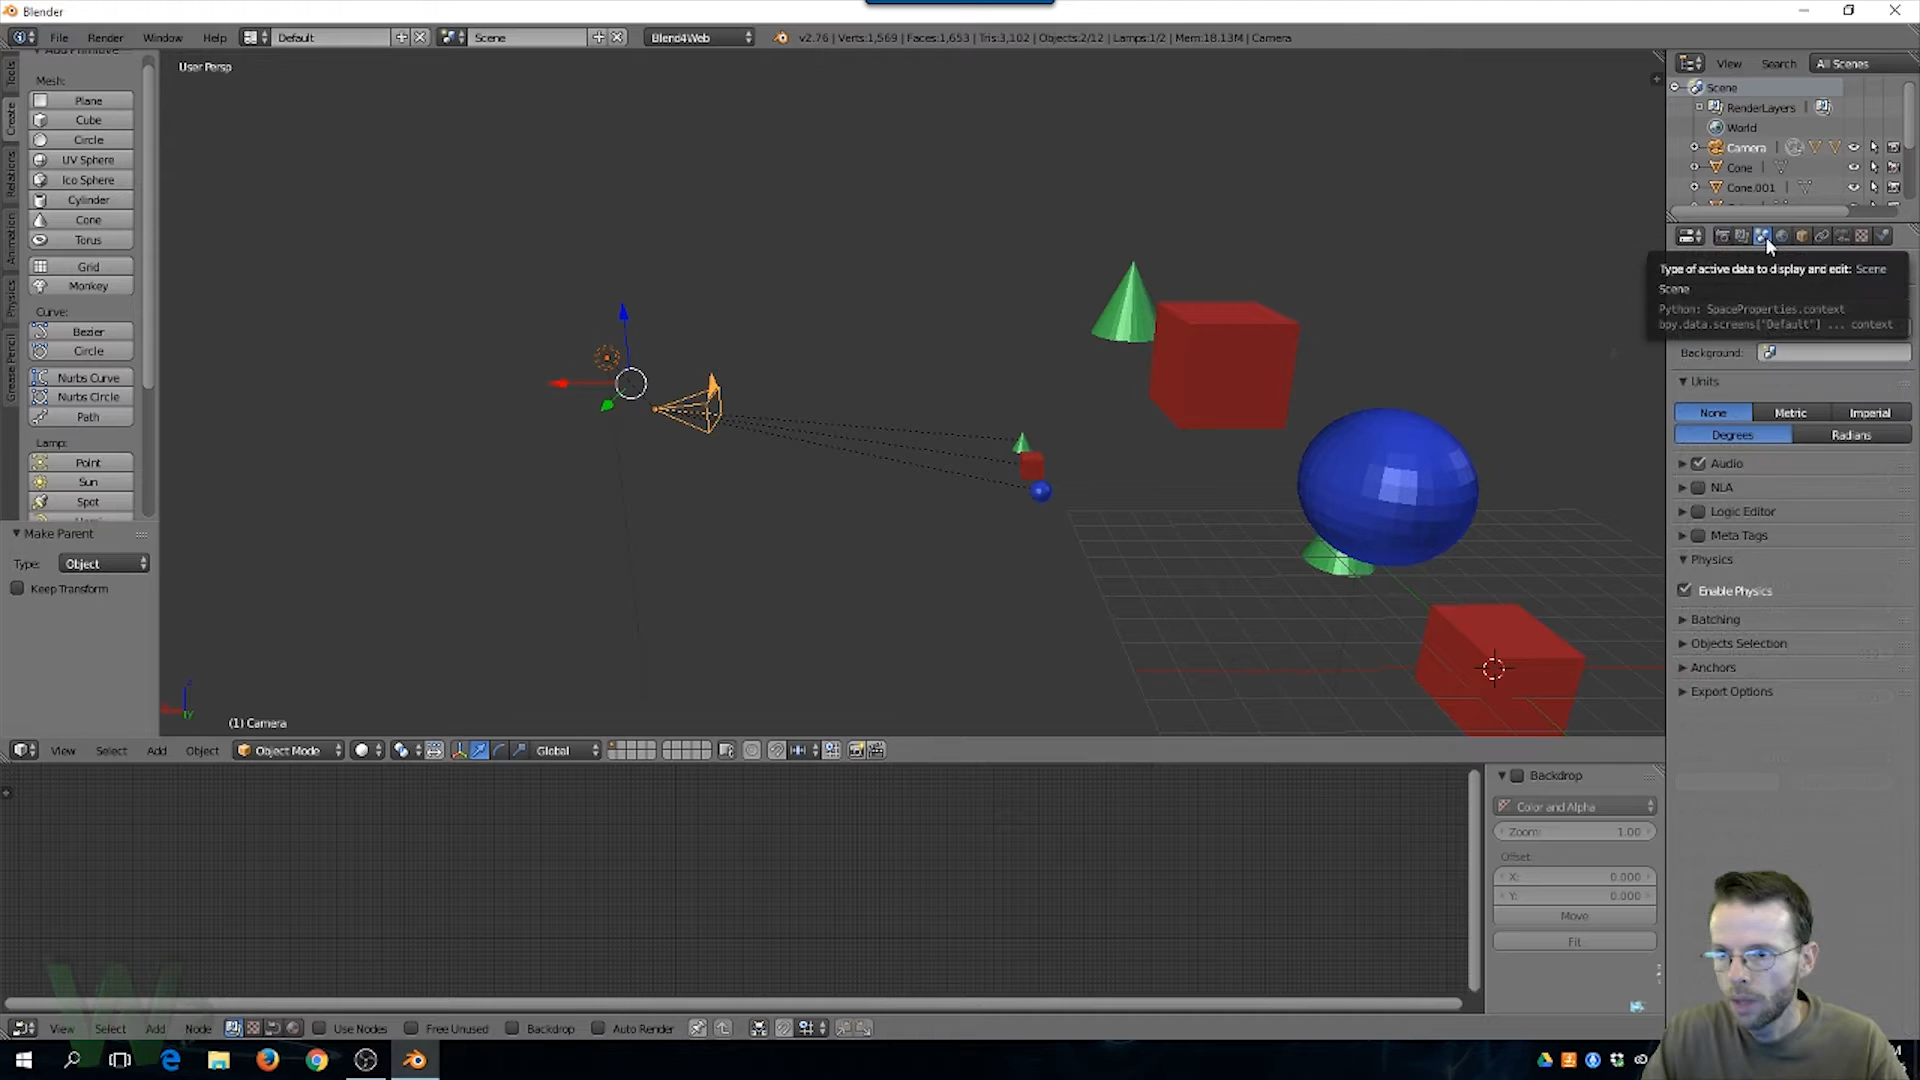 Blender
File Render Window Help Default Scene Blend4Web v2.76 | Verts:1,569 | Faces:1,653 | Tris:3,102 | Objects:2/12 | Lamps:1/2 | Mem:18.13M | Camera
Add Primitive
Mesh:
Plane
Cube
Circle
UV Sphere
Ico Sphere
Cylinder
Cone
Torus
Grid
Monkey
Curve:
Bezier
Circle
Nurbs Curve
Nurbs Circle
Path
Lamp:
Point
Sun
Spot
Tools
Create
Relations
Animation
Physics
Grease Pencil
Make Parent
Type: Object
Keep Transform
User Persp
(1) Camera
View Select Add Object Object Mode Global
View Search All Scenes
Scene
RenderLayers
World
Camera
Cone
Cone.001
Type of active data to display and edit: Scene
Scene
Python: SpaceProperties.context
bpy.data.screens["Default"] ... context
Background:
Units
None Metric Imperial
Degrees Radians
Audio
NLA
Logic Editor
Meta Tags
Physics
Enable Physics
Batching
Objects Selection
Anchors
Export Options
Backdrop
Color and Alpha
Zoom: 1.00
Offset:
X: 0.000
Y: 0.000
Move
Fit
View Select Add Node Use Nodes Free Unused Backdrop Auto Render
W